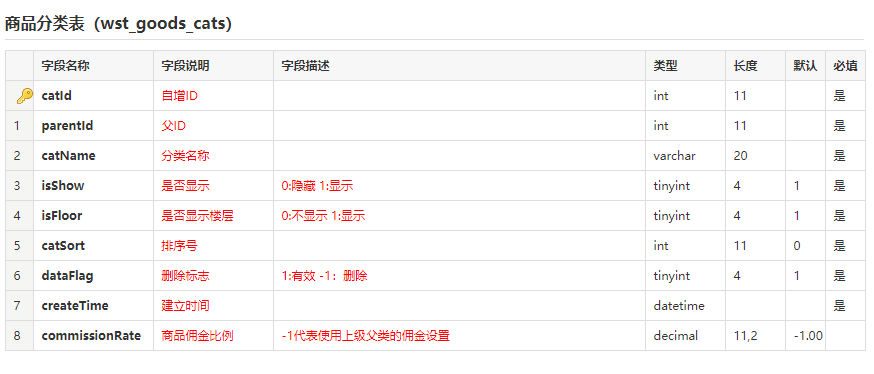 商品分类表（wst_goods_cats）
字段名称 字段说明 字段描述 类型 长度 默认 必填
catId 自增ID int 11 是
1 parentId 父ID int 11 是
2 catName 分类名称 varchar 20 是
3 isShow 是否显示 0:隐藏 1:显示 tinyint 4 1 是
4 isFloor 是否显示楼层 0:不显示 1:显示 tinyint 4 1 是
5 catSort 排序号 int 11 0 是
6 dataFlag 删除标志 1:有效 -1：删除 tinyint 4 1 是
7 createTime 建立时间 datetime 是
8 commissionRate 商品佣金比例 -1代表使用上级父类的佣金设置 decimal 11,2 -1.00